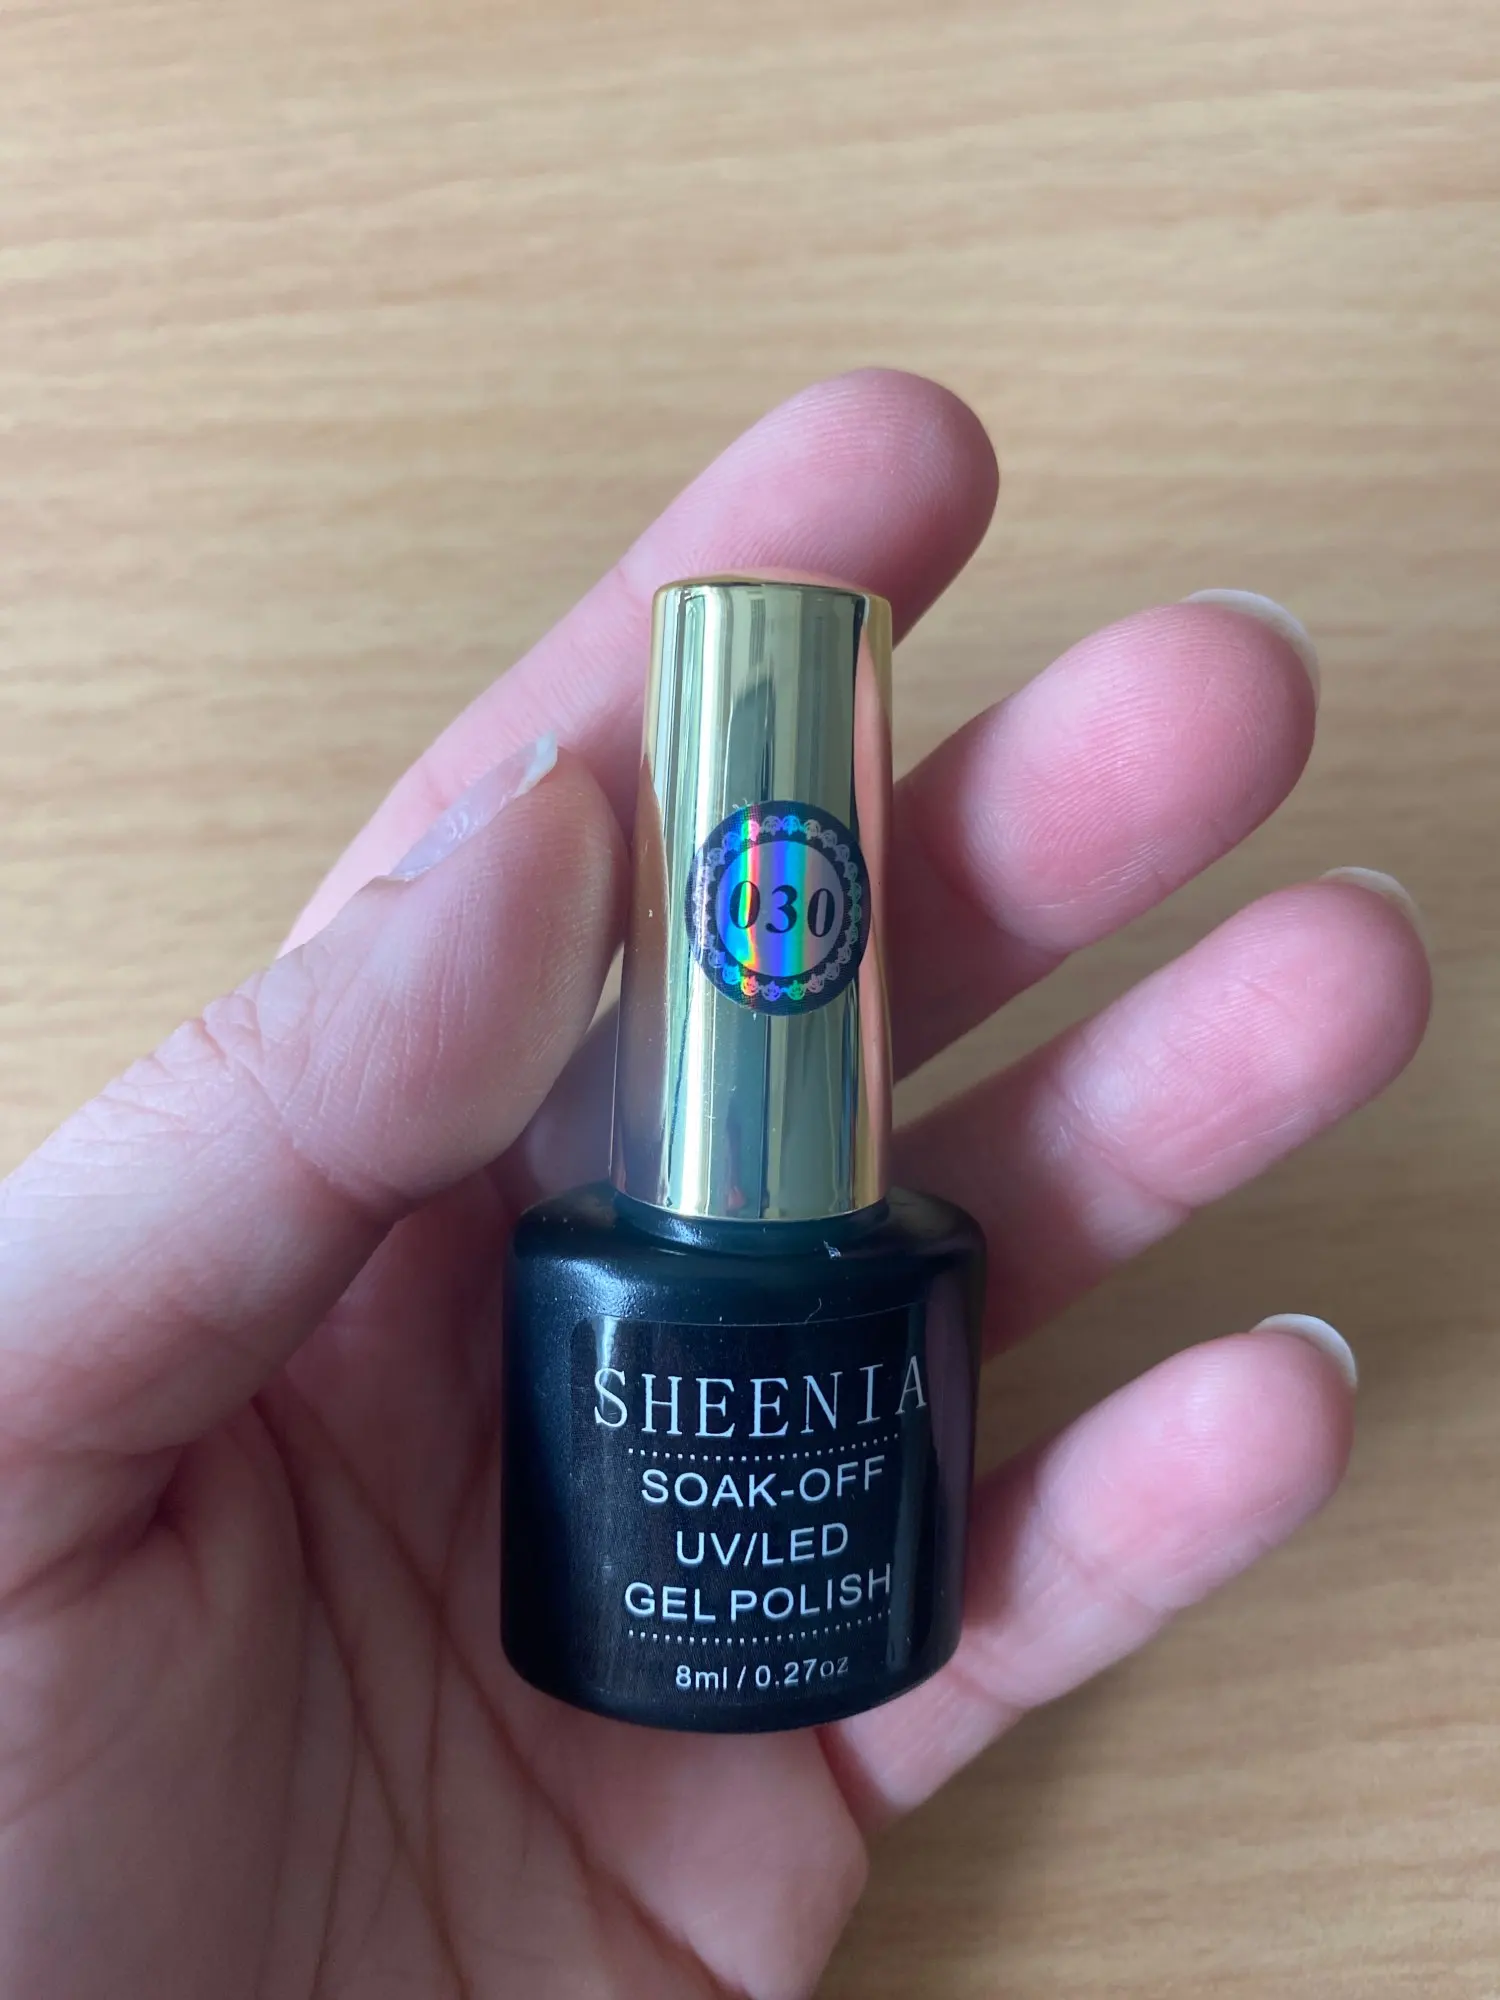 030
SHEENIA
SOAK-OFF
UV/LED
GEL POLISH
8ml / 0.27oz